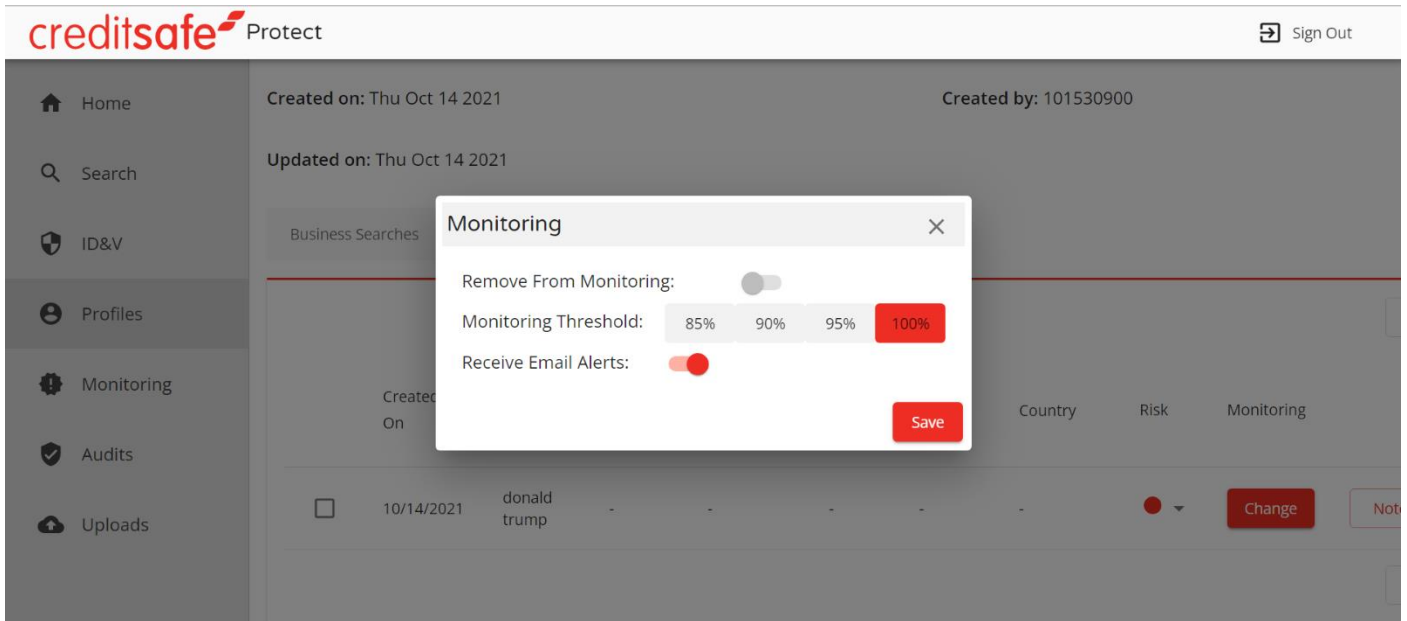 creditsafe Protect
Sign Out
Home
Search
ID&V
Profiles
Monitoring
Audits
Uploads
Created on: Thu Oct 14 2021
Created by: 101530900
Updated on: Thu Oct 14 2021
Business Searches
Monitoring
Remove From Monitoring:
Monitoring Threshold: 85% 90% 95% 100%
Receive Email Alerts:
Save
Created
On
Country Risk Monitoring
10/14/2021 donald
trump - - - - - Change Note